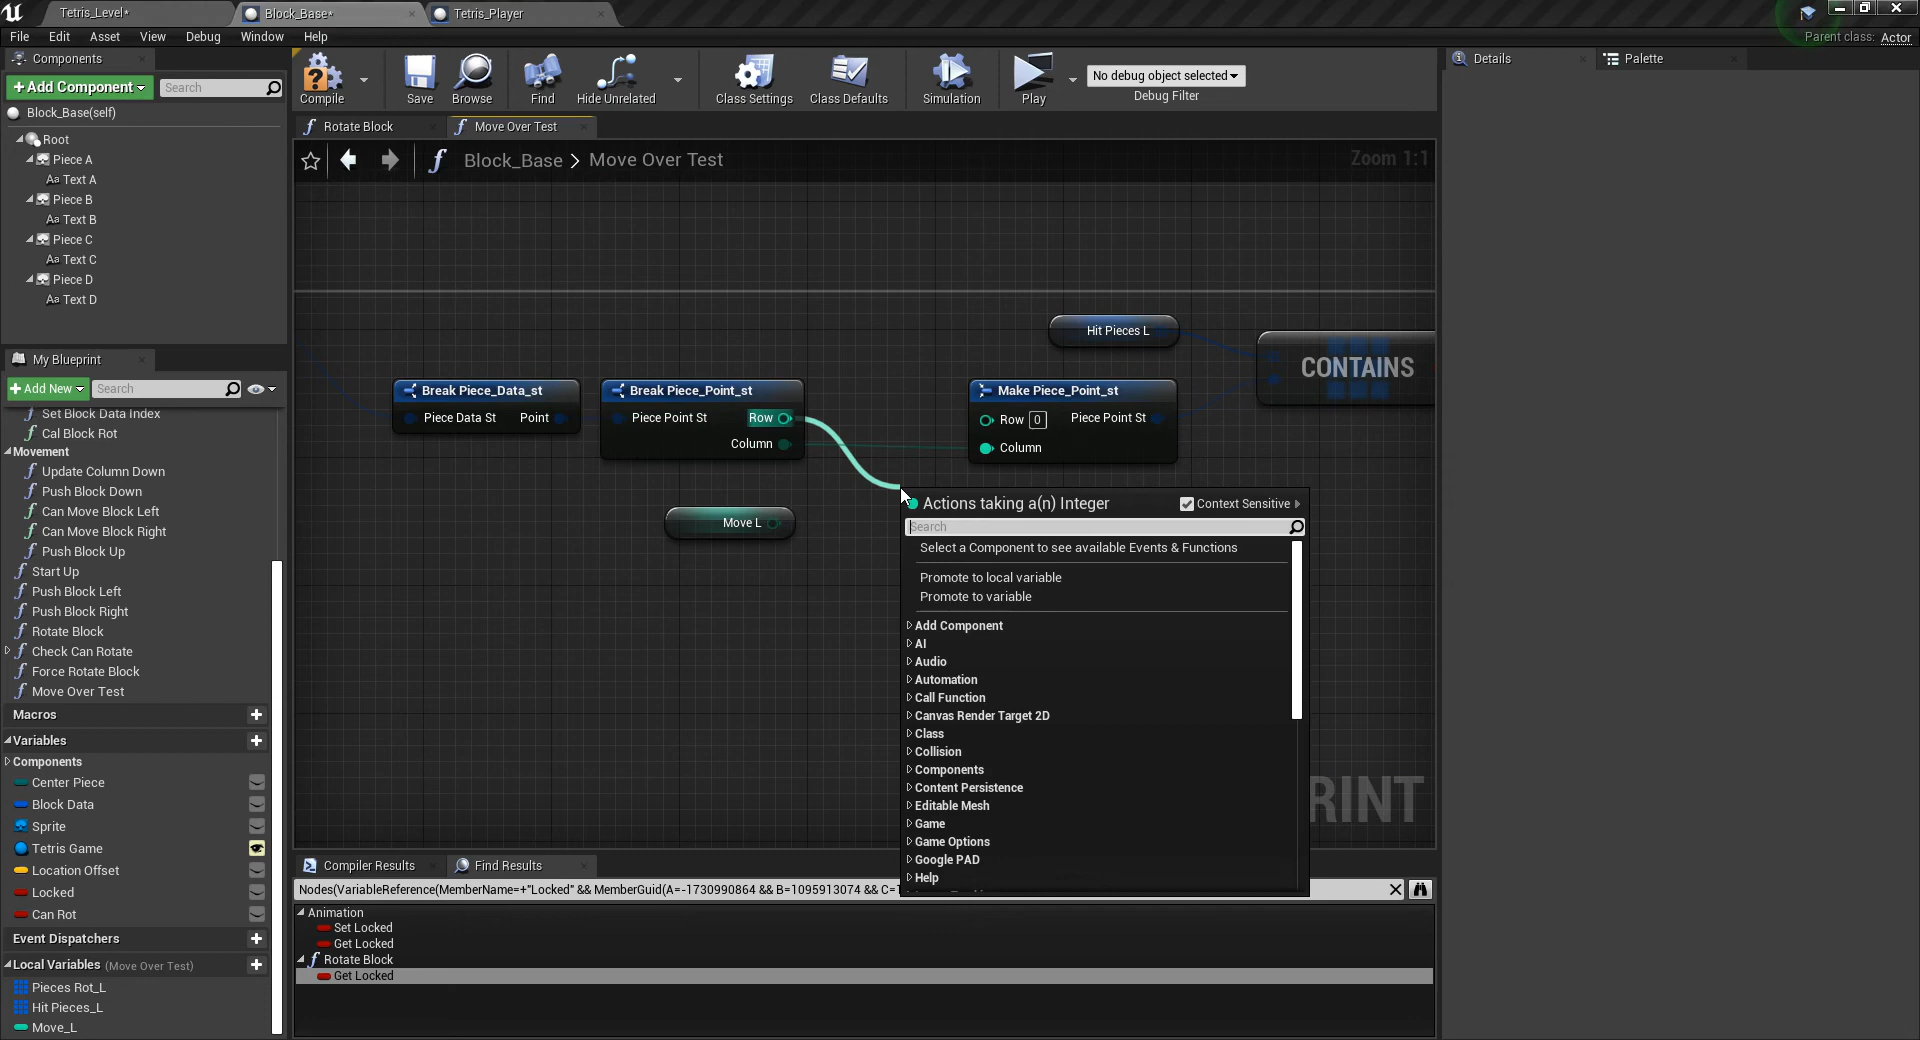 Tetris_Level*
Block_Base*
Tetris_Player
File Edit Asset View Debug Window Help
Parent class: Actor
Components
+Add Component
Search
Block_Base(self)
Root
Piece A
Aa Text A
Piece B
Aa Text B
Piece C
Aa Text C
Piece D
Aa Text D
Compile
Save
Browse
Find
Hide Unrelated
Class Settings
Class Defaults
Simulation
Play
No debug object selected
Debug Filter
Details
Palette
Rotate Block
Move Over Test
Block_Base > Move Over Test
Zoom 1:1
My Blueprint
+Add New
Search
Set Block Data Index
Cal Block Rot
Movement
Update Column Down
Push Block Down
Can Move Block Left
Can Move Block Right
Push Block Up
Start Up
Push Block Left
Push Block Right
Rotate Block
Check Can Rotate
Force Rotate Block
Move Over Test
Macros
Variables
Components
Center Piece
Block Data
Sprite
Tetris Game
Location Offset
Locked
Can Rot
Event Dispatchers
Local Variables (Move Over Test)
Pieces Rot_L
Hit Pieces_L
Move_L
Hit Pieces L
CONTAINS
Break Piece_Data_st
Piece Data St Point
Break Piece_Point_st
Piece Point St Row
Column
Make Piece_Point_st
Row 0 Piece Point St
Column
Move L
Actions taking a(n) Integer
Context Sensitive
Search
Select a Component to see available Events & Functions
Promote to local variable
Promote to variable
Add Component
AI
Audio
Automation
Call Function
Canvas Render Target 2D
Class
Collision
Components
Content Persistence
Editable Mesh
Game
Game Options
Google PAD
Help
RINT
Compiler Results
Find Results
Nodes(VariableReference(MemberName=+"Locked" && MemberGuid(A=-1730990864 && B=1095913074 && C=
Animation
Set Locked
Get Locked
Rotate Block
Get Locked